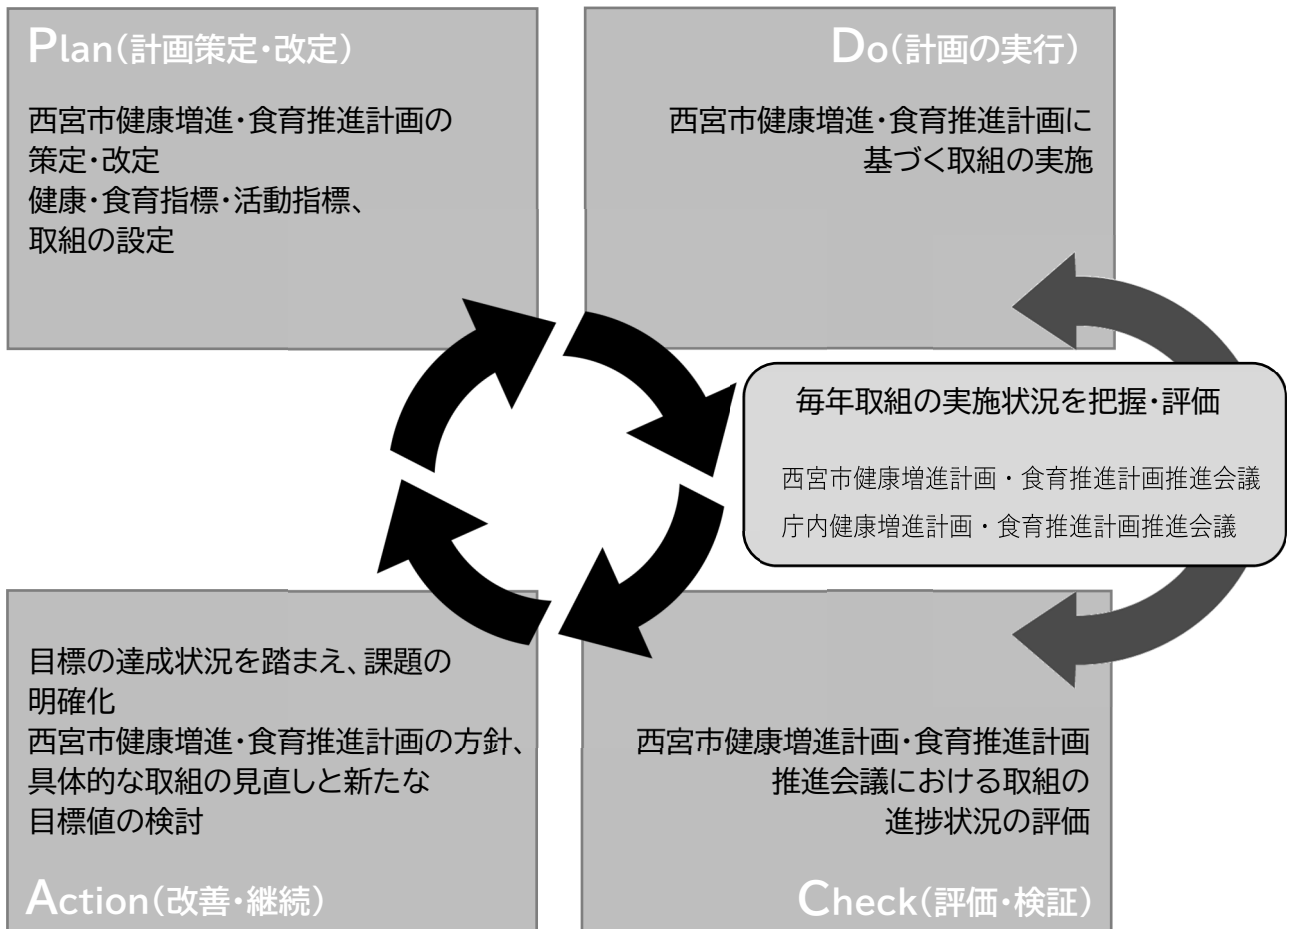 Plan(計画策定・改定)
西宮市健康増進・食育推進計画の
策定・改定
健康・食育指標・活動指標、
取組の設定
Do(計画の実行)
西宮市健康増進・食育推進計画に
基づく取組の実施
毎年取組の実施状況を把握・評価
西宮市健康増進計画・食育推進計画推進会議
庁内健康増進計画・食育推進計画推進会議
目標の達成状況を踏まえ、課題の
明確化
西宮市健康増進・食育推進計画の方針、
具体的な取組の見直しと新たな
目標値の検討
Action(改善・継続)
西宮市健康増進計画・食育推進計画
推進会議における取組の
進捗状況の評価
Check(評価・検証)